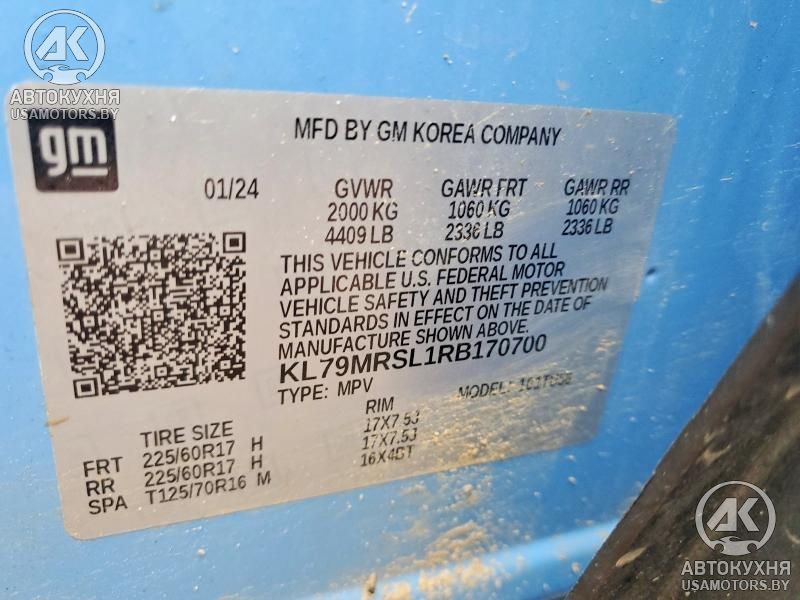 АК
АВТОКУХНЯ
USAMOTORS.BY
gm
MFD BY GM KOREA COMPANY
01/24 GVWR GAWR FRT GAWR RR
2000 KG 1060 KG 1060 KG
4409 LB 2336 LB 2336 LB
THIS VEHICLE CONFORMS TO ALL
APPLICABLE U.S. FEDERAL MOTOR
VEHICLE SAFETY AND THEFT PREVENTION
STANDARDS IN EFFECT ON THE DATE OF
MANUFACTURE SHOWN ABOVE.
KL79MRSL1RB170700
TYPE: MPV MODEL:
TIRE SIZE RIM
FRT 225/60R17 H 17X7.5J
RR 225/60R17 H 17X7.5J
SPA T125/70R16 M 16X4BT
АК
АВТОКУХНЯ
USAMOTORS.BY